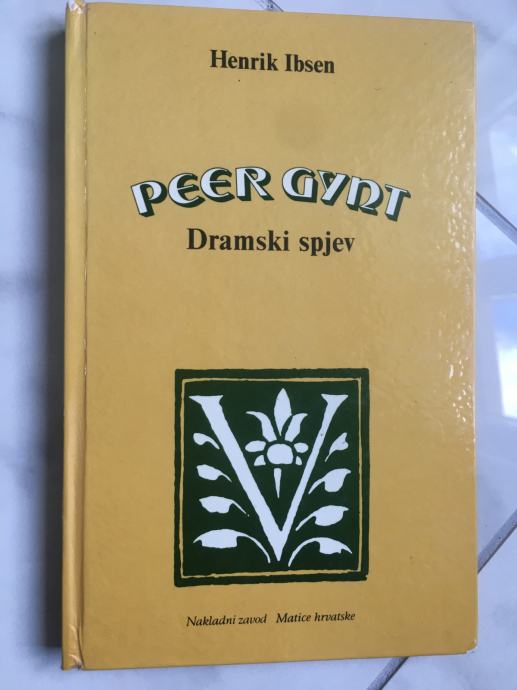 Henrik Ibsen
PEER GYNT
Dramski spjev
V
Nakladni zavod Matice hrvatske